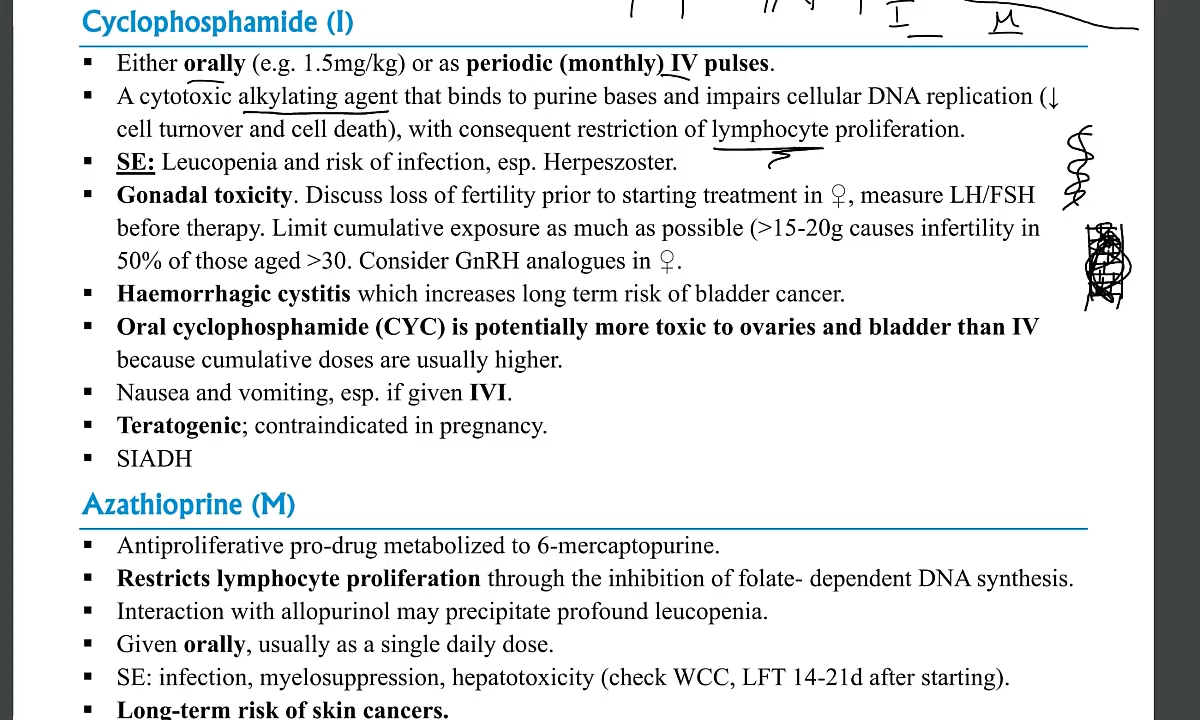 I M
Cyclophosphamide (I)
▪ Either orally (e.g. 1.5mg/kg) or as periodic (monthly) IV pulses.
▪ A cytotoxic alkylating agent that binds to purine bases and impairs cellular DNA replication (↓
cell turnover and cell death), with consequent restriction of lymphocyte proliferation.
▪ SE: Leucopenia and risk of infection, esp. Herpeszoster.
▪ Gonadal toxicity. Discuss loss of fertility prior to starting treatment in ♀, measure LH/FSH
before therapy. Limit cumulative exposure as much as possible (>15-20g causes infertility in
50% of those aged >30. Consider GnRH analogues in ♀.
▪ Haemorrhagic cystitis which increases long term risk of bladder cancer.
▪ Oral cyclophosphamide (CYC) is potentially more toxic to ovaries and bladder than IV
because cumulative doses are usually higher.
▪ Nausea and vomiting, esp. if given IVI.
▪ Teratogenic; contraindicated in pregnancy.
▪ SIADH
Azathioprine (M)
▪ Antiproliferative pro-drug metabolized to 6-mercaptopurine.
▪ Restricts lymphocyte proliferation through the inhibition of folate- dependent DNA synthesis.
▪ Interaction with allopurinol may precipitate profound leucopenia.
▪ Given orally, usually as a single daily dose.
▪ SE: infection, myelosuppression, hepatotoxicity (check WCC, LFT 14-21d after starting).
▪ Long-term risk of skin cancers.